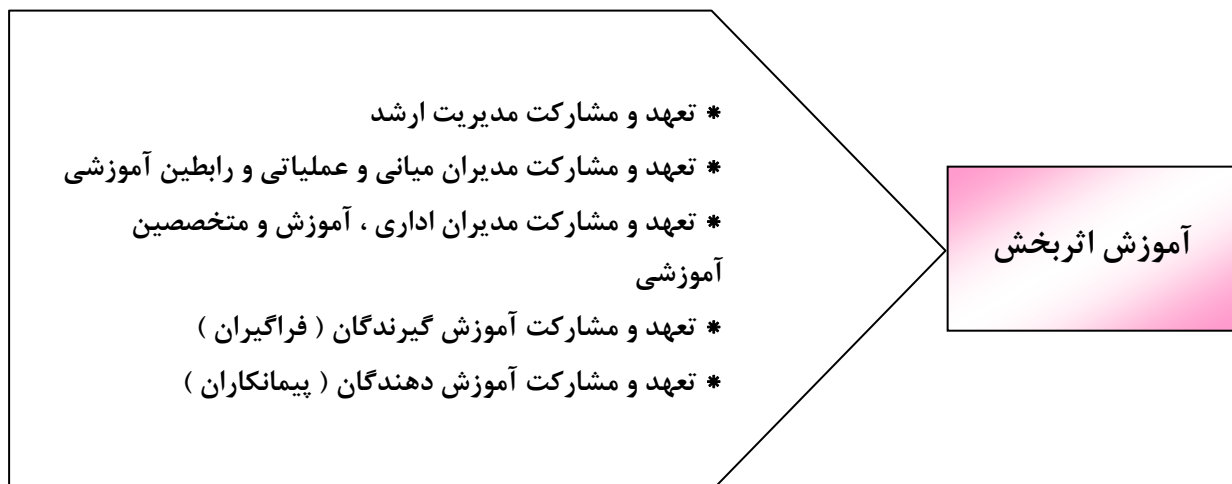 * تعهد و مشارکت مدیریت ارشد
* تعهد و مشارکت مدیران میانی و عملیاتی و رابطین آموزشی
* تعهد و مشارکت مدیران اداری ، آموزش و متخصصین
آموزشی
* تعهد و مشارکت آموزش گیرندگان ( فراگیران )
* تعهد و مشارکت آموزش دهندگان ( پیمانکاران )
آموزش اثربخش